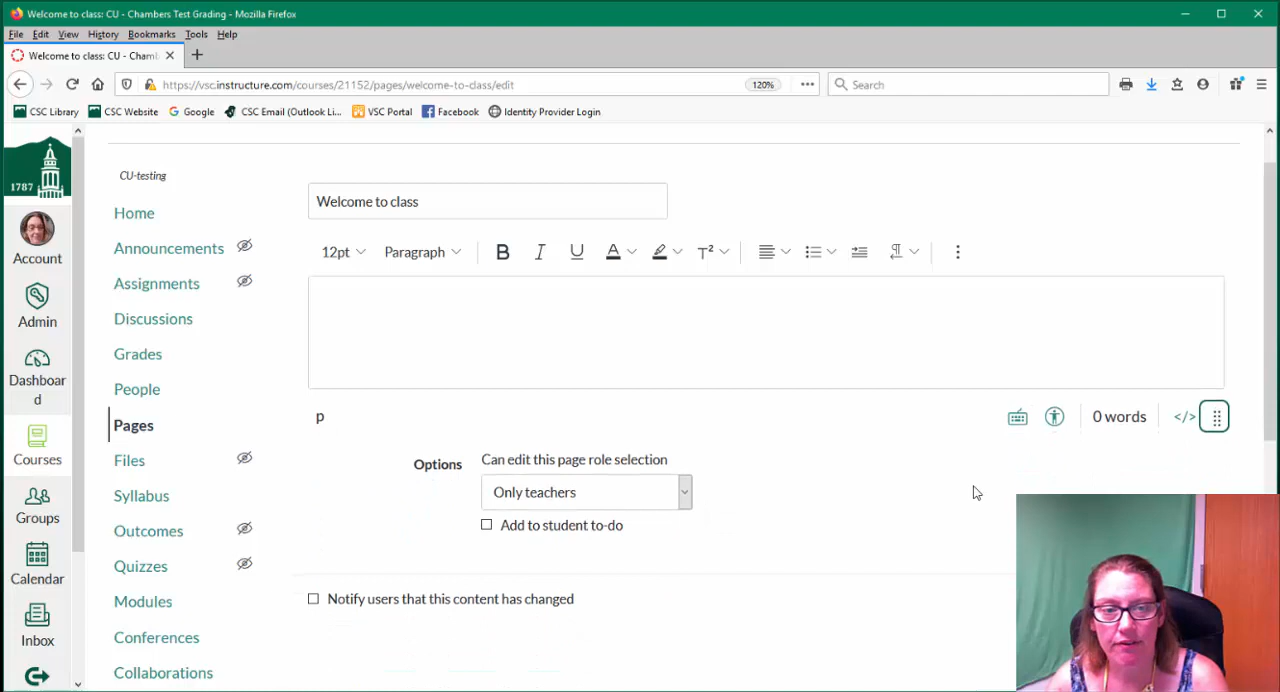 Welcome to class: CU - Chambers Test Grading - Mozilla Firefox
File Edit View History Bookmarks Tools Help
Welcome to class: CU - Chamb
https://vsc.instructure.com/courses/21152/pages/welcome-to-class/edit 120% Search
CSC Library CSC Website Google CSC Email (Outlook Li... VSC Portal Facebook Identity Provider Login
1787
Account
Admin
Dashboar
d
Courses
Groups
Calendar
Inbox
CU-testing
Home
Announcements
Assignments
Discussions
Grades
People
Pages
Files
Syllabus
Outcomes
Quizzes
Modules
Conferences
Collaborations
Welcome to class
12pt Paragraph B I U A T²
p 0 words </>
Options Can edit this page role selection
Only teachers
Add to student to-do
Notify users that this content has changed